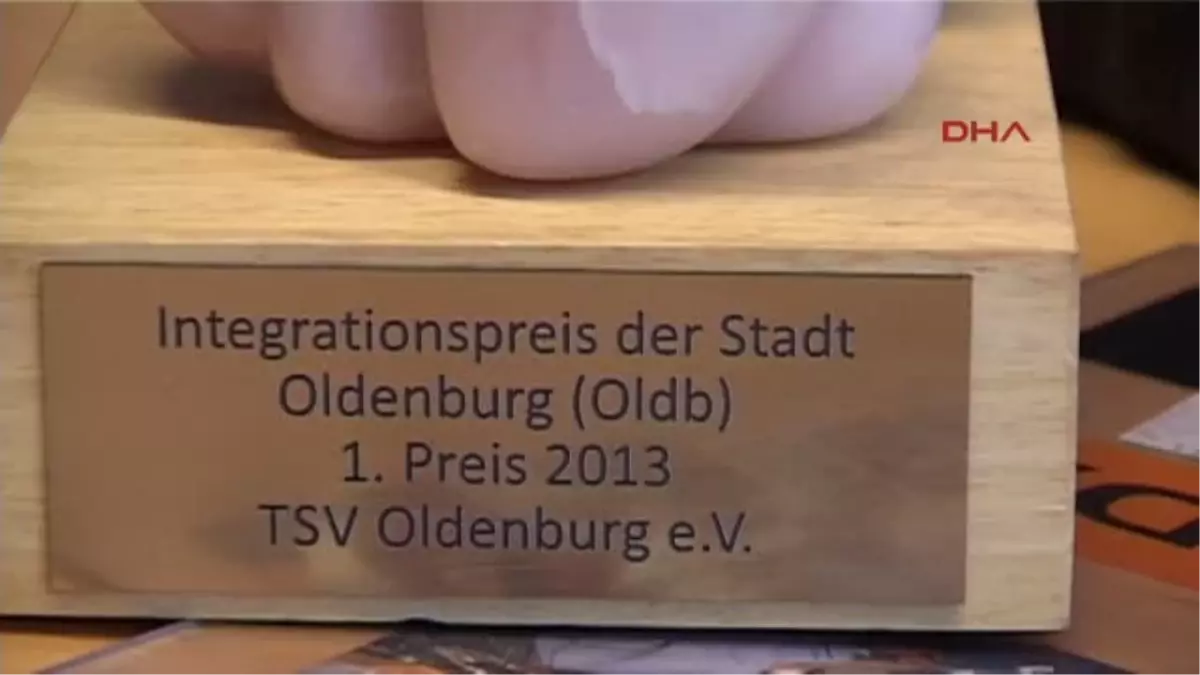 DHA
Integrationspreis der Stadt
Oldenburg (Oldb)
1. Preis 2013
TSV Oldenburg e.V.